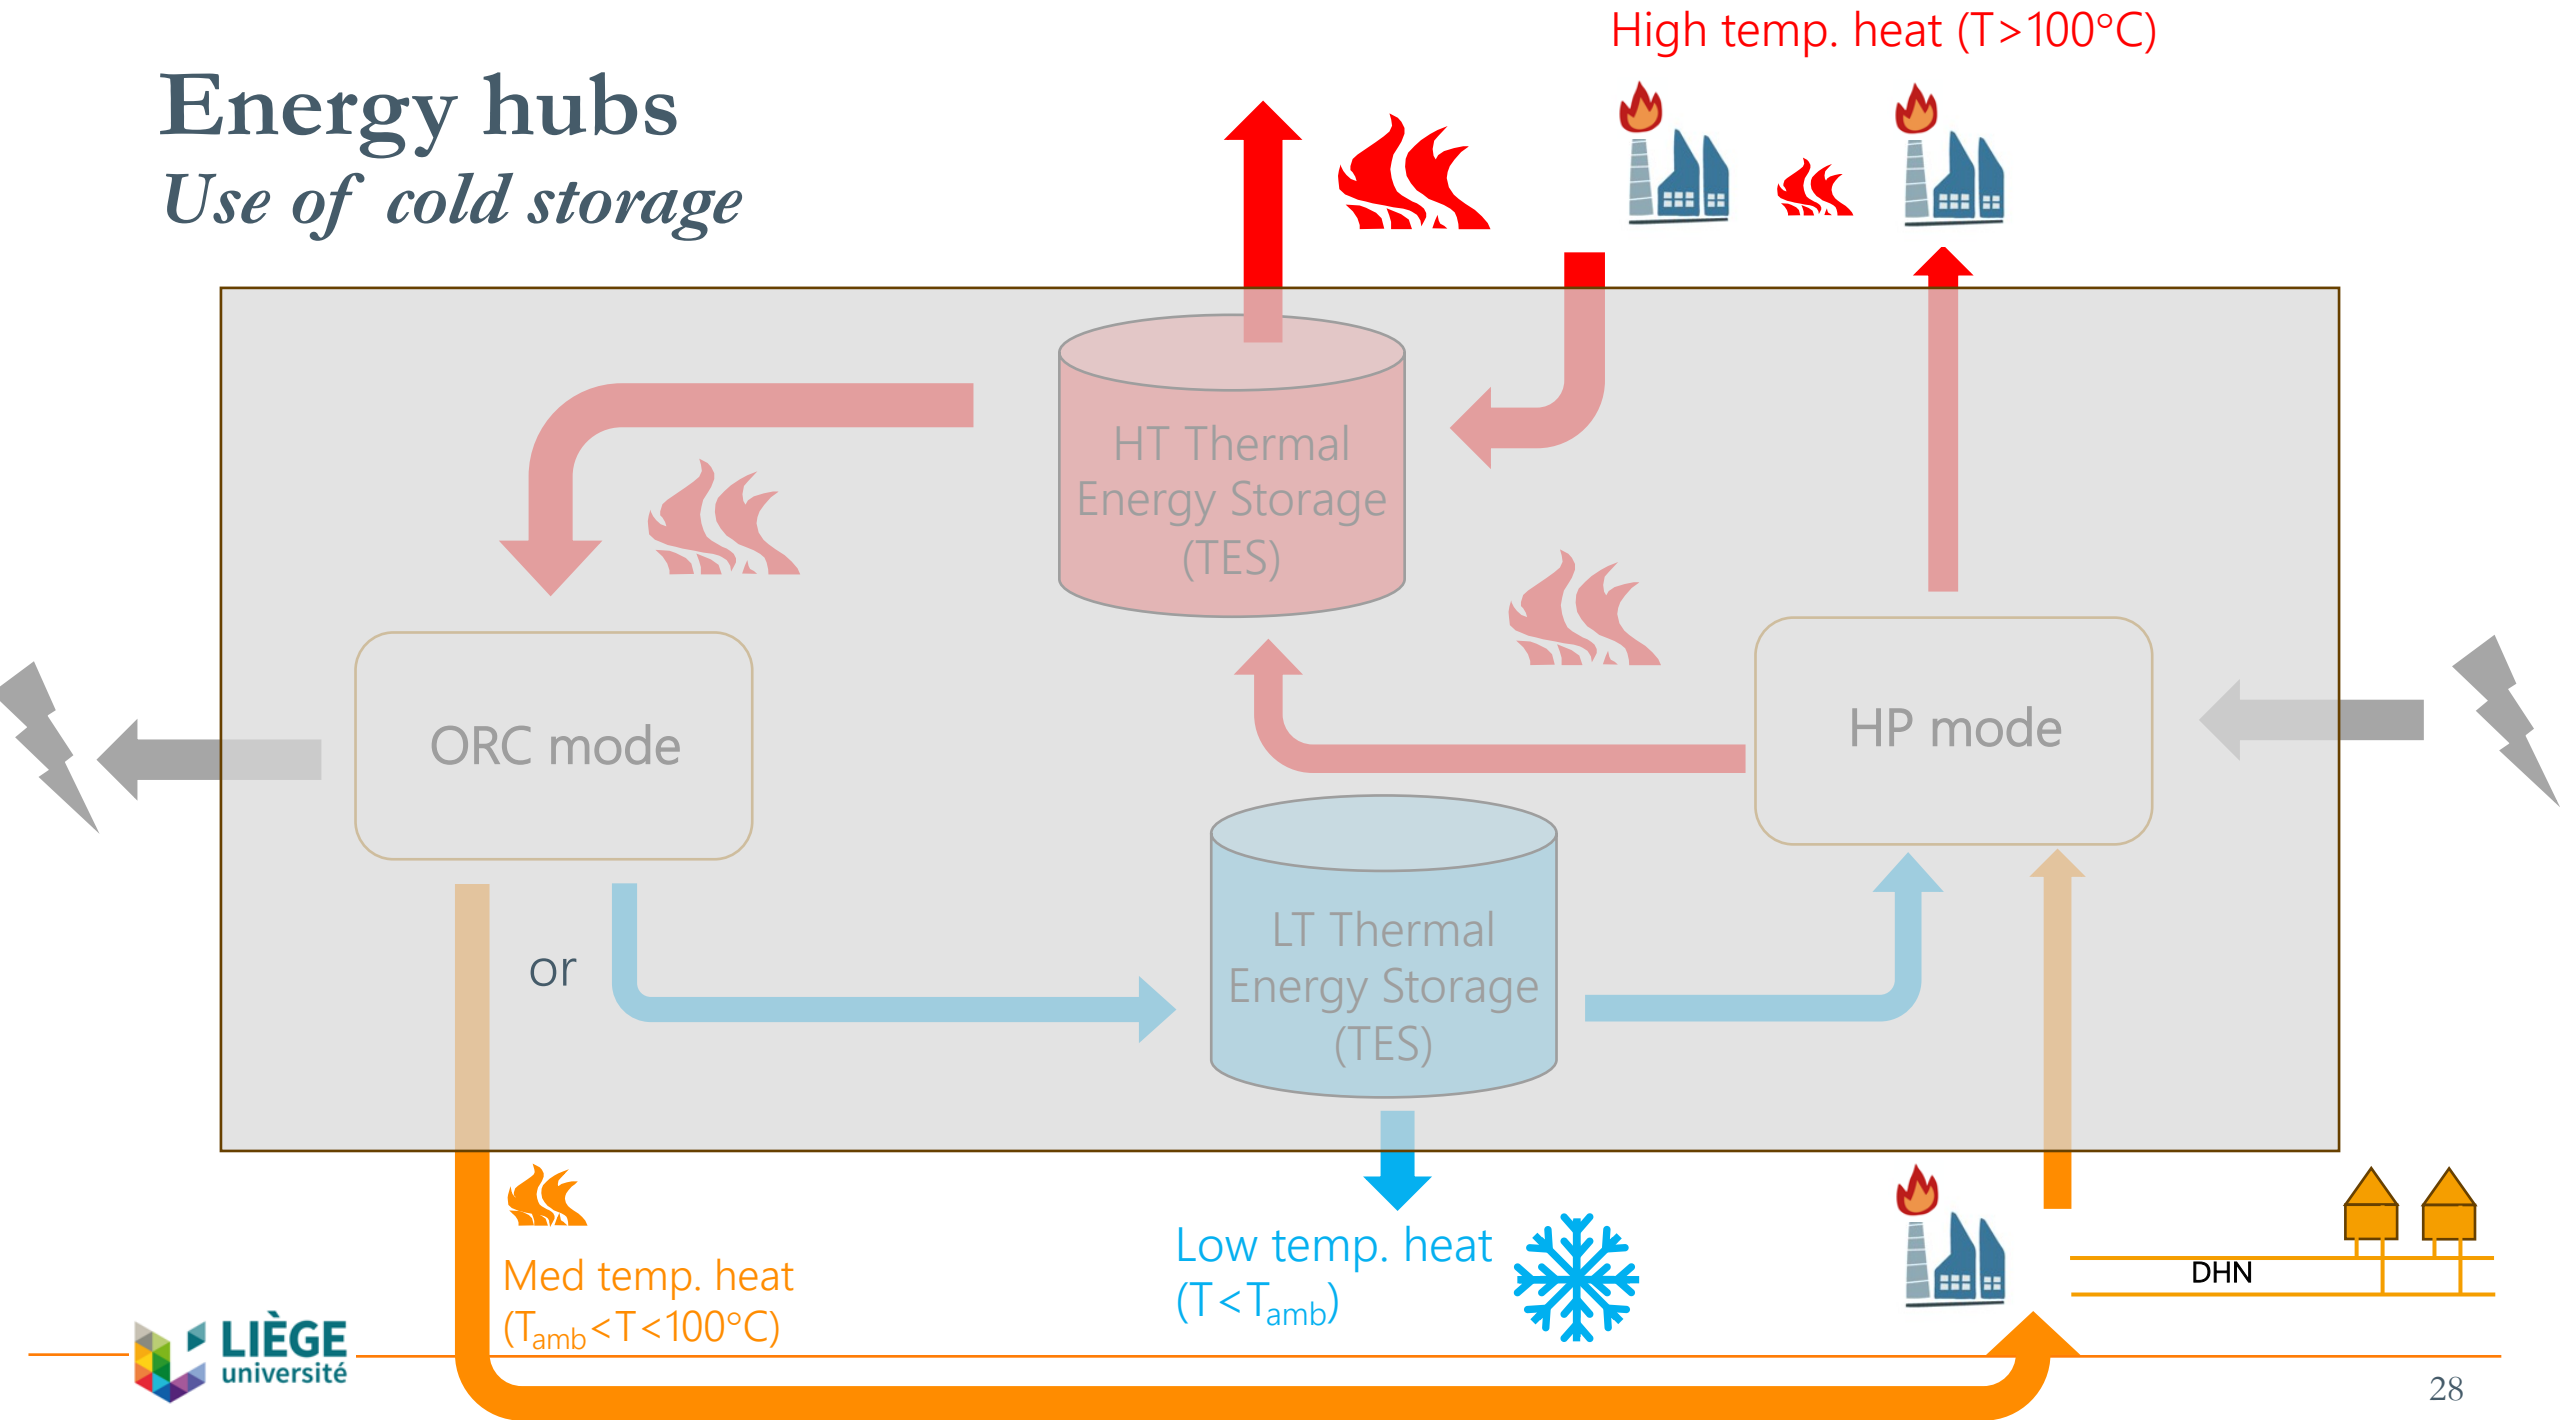 High temp. heat (T>100°C)
Energy hubs
Use of cold storage
HT Thermal
Energy Storage
(TES)
ORC mode
HP mode
or
LT Thermal
Energy Storage
(TES)
Med temp. heat
(Tamb<T<100°C)
Low temp. heat
(T<Tamb)
DHN
LIÈGE
université
28